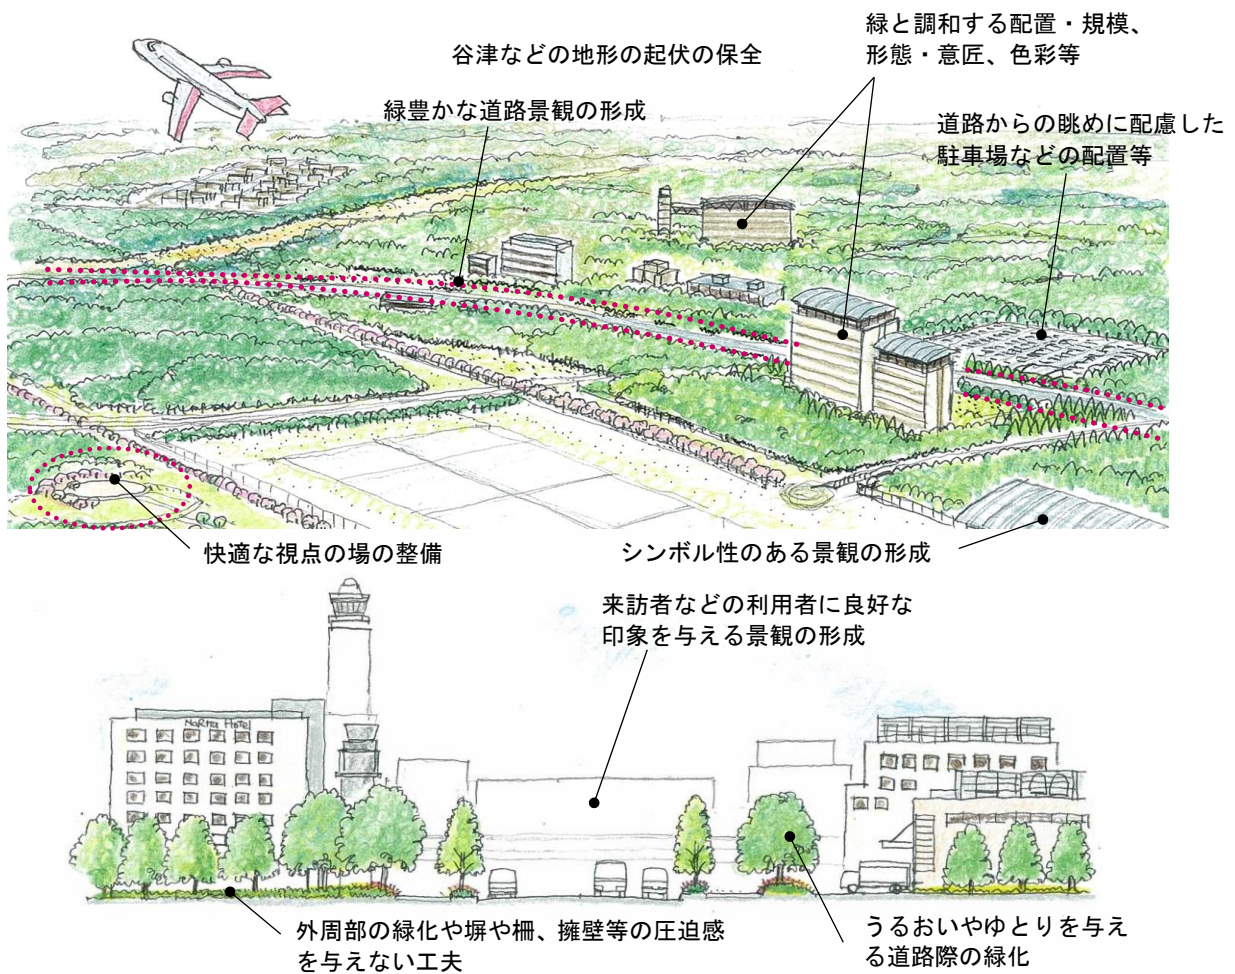 緑と調和する配置・規模、
形態・意匠、色彩等
谷津などの地形の起伏の保全
緑豊かな道路景観の形成
道路からの眺めに配慮した
駐車場などの配置等
快適な視点の場の整備
シンボル性のある景観の形成
来訪者などの利用者に良好な
印象を与える景観の形成
NaRita HoTel
外周部の緑化や塀や柵、擁壁等の圧迫感
を与えない工夫
うるおいやゆとりを与え
る道路際の緑化